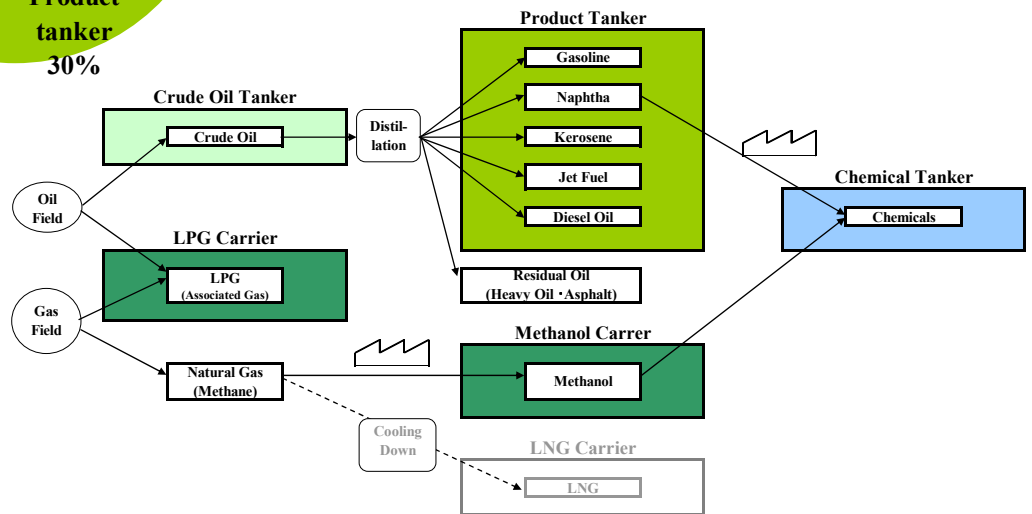 Product
tanker
30%
Product Tanker
Gasoline
Naphtha
Kerosene
Jet Fuel
Diesel Oil
Crude Oil Tanker
Crude Oil
Distil-
lation
Chemical Tanker
Chemicals
Oil
Field
LPG Carrier
LPG
(Associated Gas)
Residual Oil
(Heavy Oil・Asphalt)
Gas
Field
Methanol Carrer
Methanol
Natural Gas
(Methane)
Cooling
Down
LNG Carrier
LNG